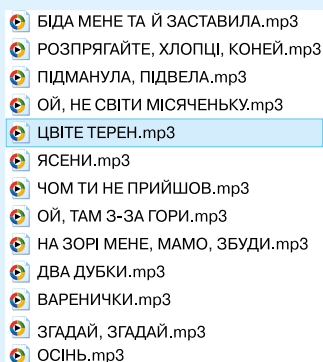 БІДА МЕНЕ ТА Й ЗАСТАВИЛА.mp3
РОЗПРЯГАЙТЕ, ХЛОПЦІ, КОНЕЙ.mp3
ПІДМАНУЛА, ПІДВЕЛА.mp3
ОЙ, НЕ СВІТИ МІСЯЧЕНЬКУ.mp3
ЦВІТЕ ТЕРЕН.mp3
ЯСЕНИ.mp3
ЧОМ ТИ НЕ ПРИЙШОВ.mp3
ОЙ, ТАМ З-ЗА ГОРИ.mp3
НА ЗОРІ МЕНЕ, МАМО, ЗБУДИ.mp3
ДВА ДУБКИ.mp3
ВАРЕНИЧКИ.mp3
ЗГАДАЙ, ЗГАДАЙ.mp3
ОСІНЬ.mp3